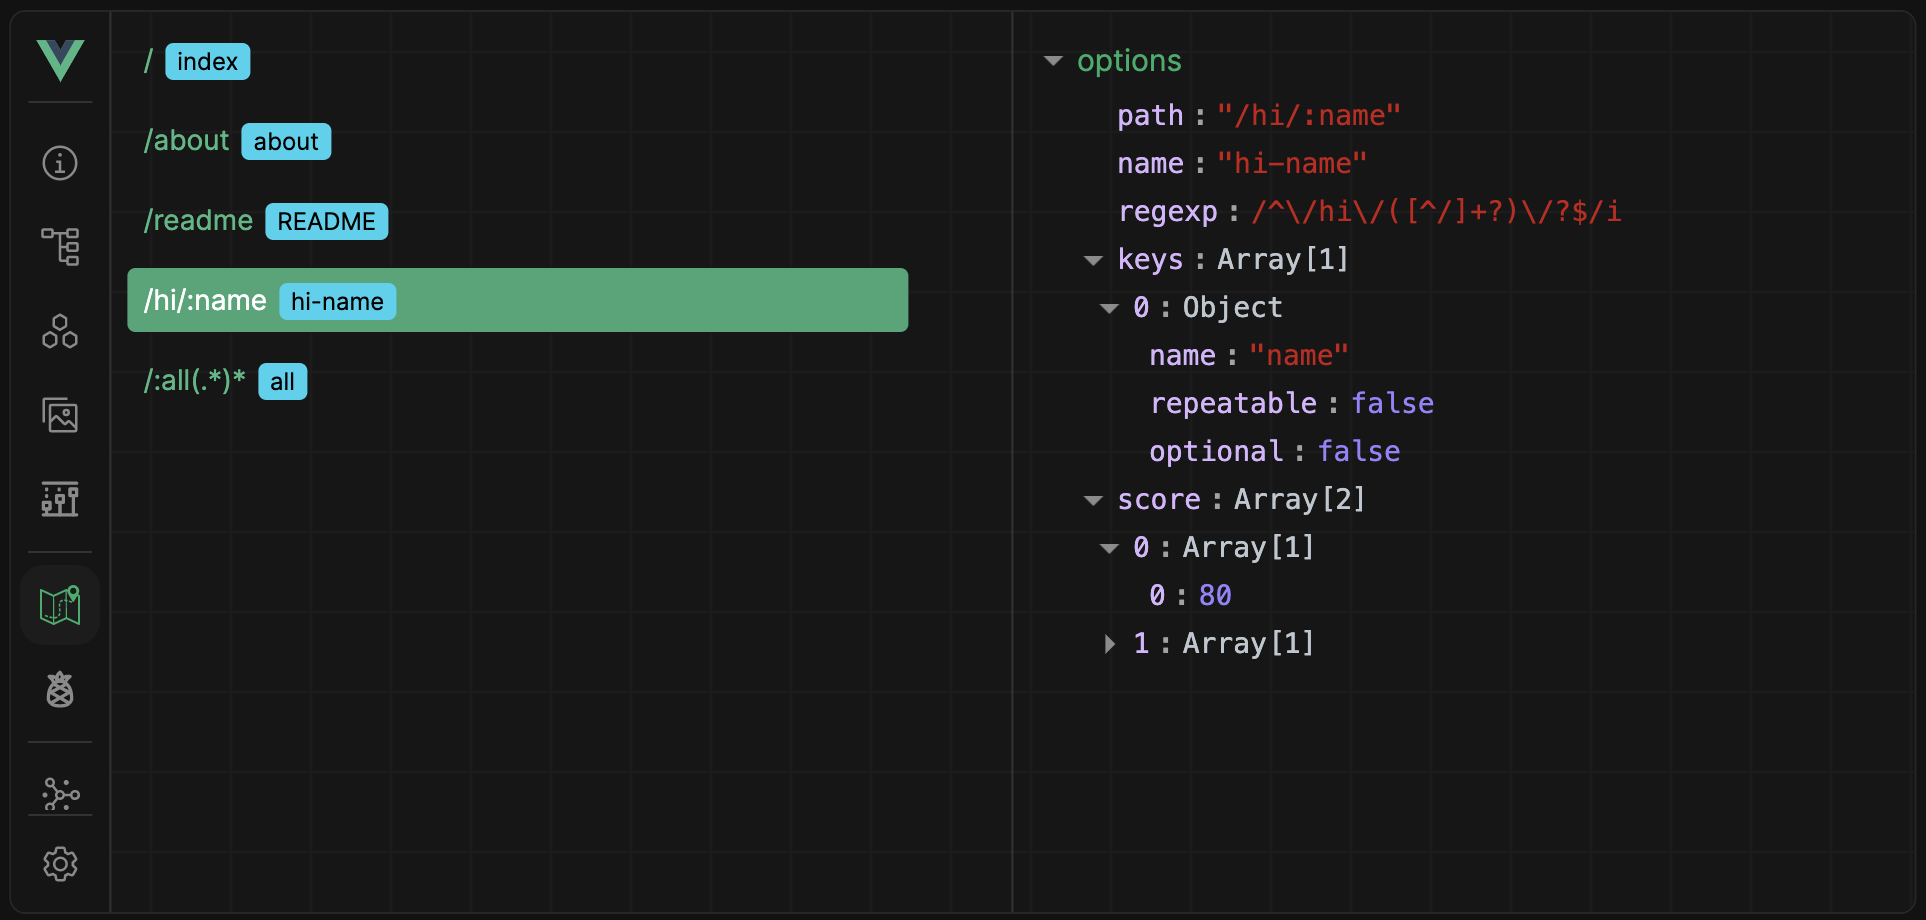 / index
/about about
/readme README
/hi/:name hi-name
/:all(.*)* all
options
path : "/hi/:name"
name : "hi-name"
regexp : /^\/hi\/([^/]+?)\/?$/i
keys : Array[1]
0 : Object
name : "name"
repeatable : false
optional : false
score : Array[2]
0 : Array[1]
0 : 80
1 : Array[1]